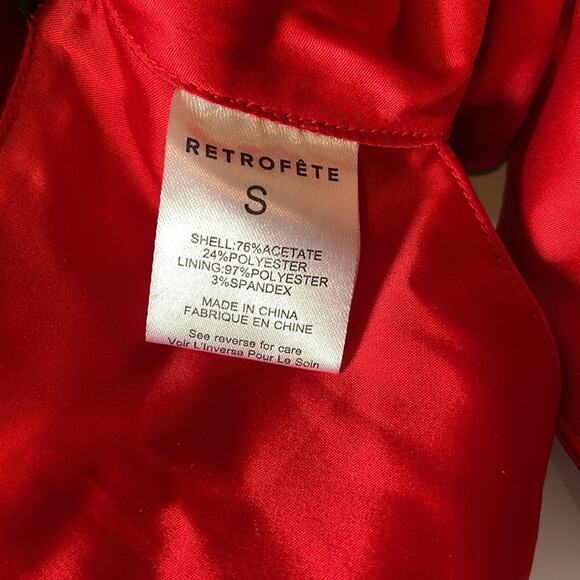 RETROFÊTE
S
SHELL:76%ACETATE
24%POLYESTER
LINING:97%POLYESTER
3%SPANDEX
MADE IN CHINA
FABRIQUE EN CHINE
See reverse for care
Voir L'Inverse Pour Le Soin